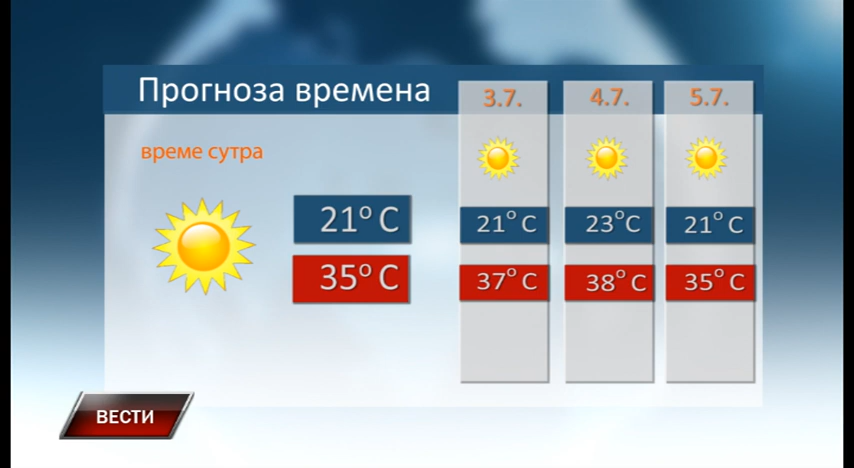 Прогноза времена
време сутра
21° C
35° C
3.7.
21° C
37° C
4.7.
23°C
38° C
5.7.
21° C
35° C
ВЕСТИ